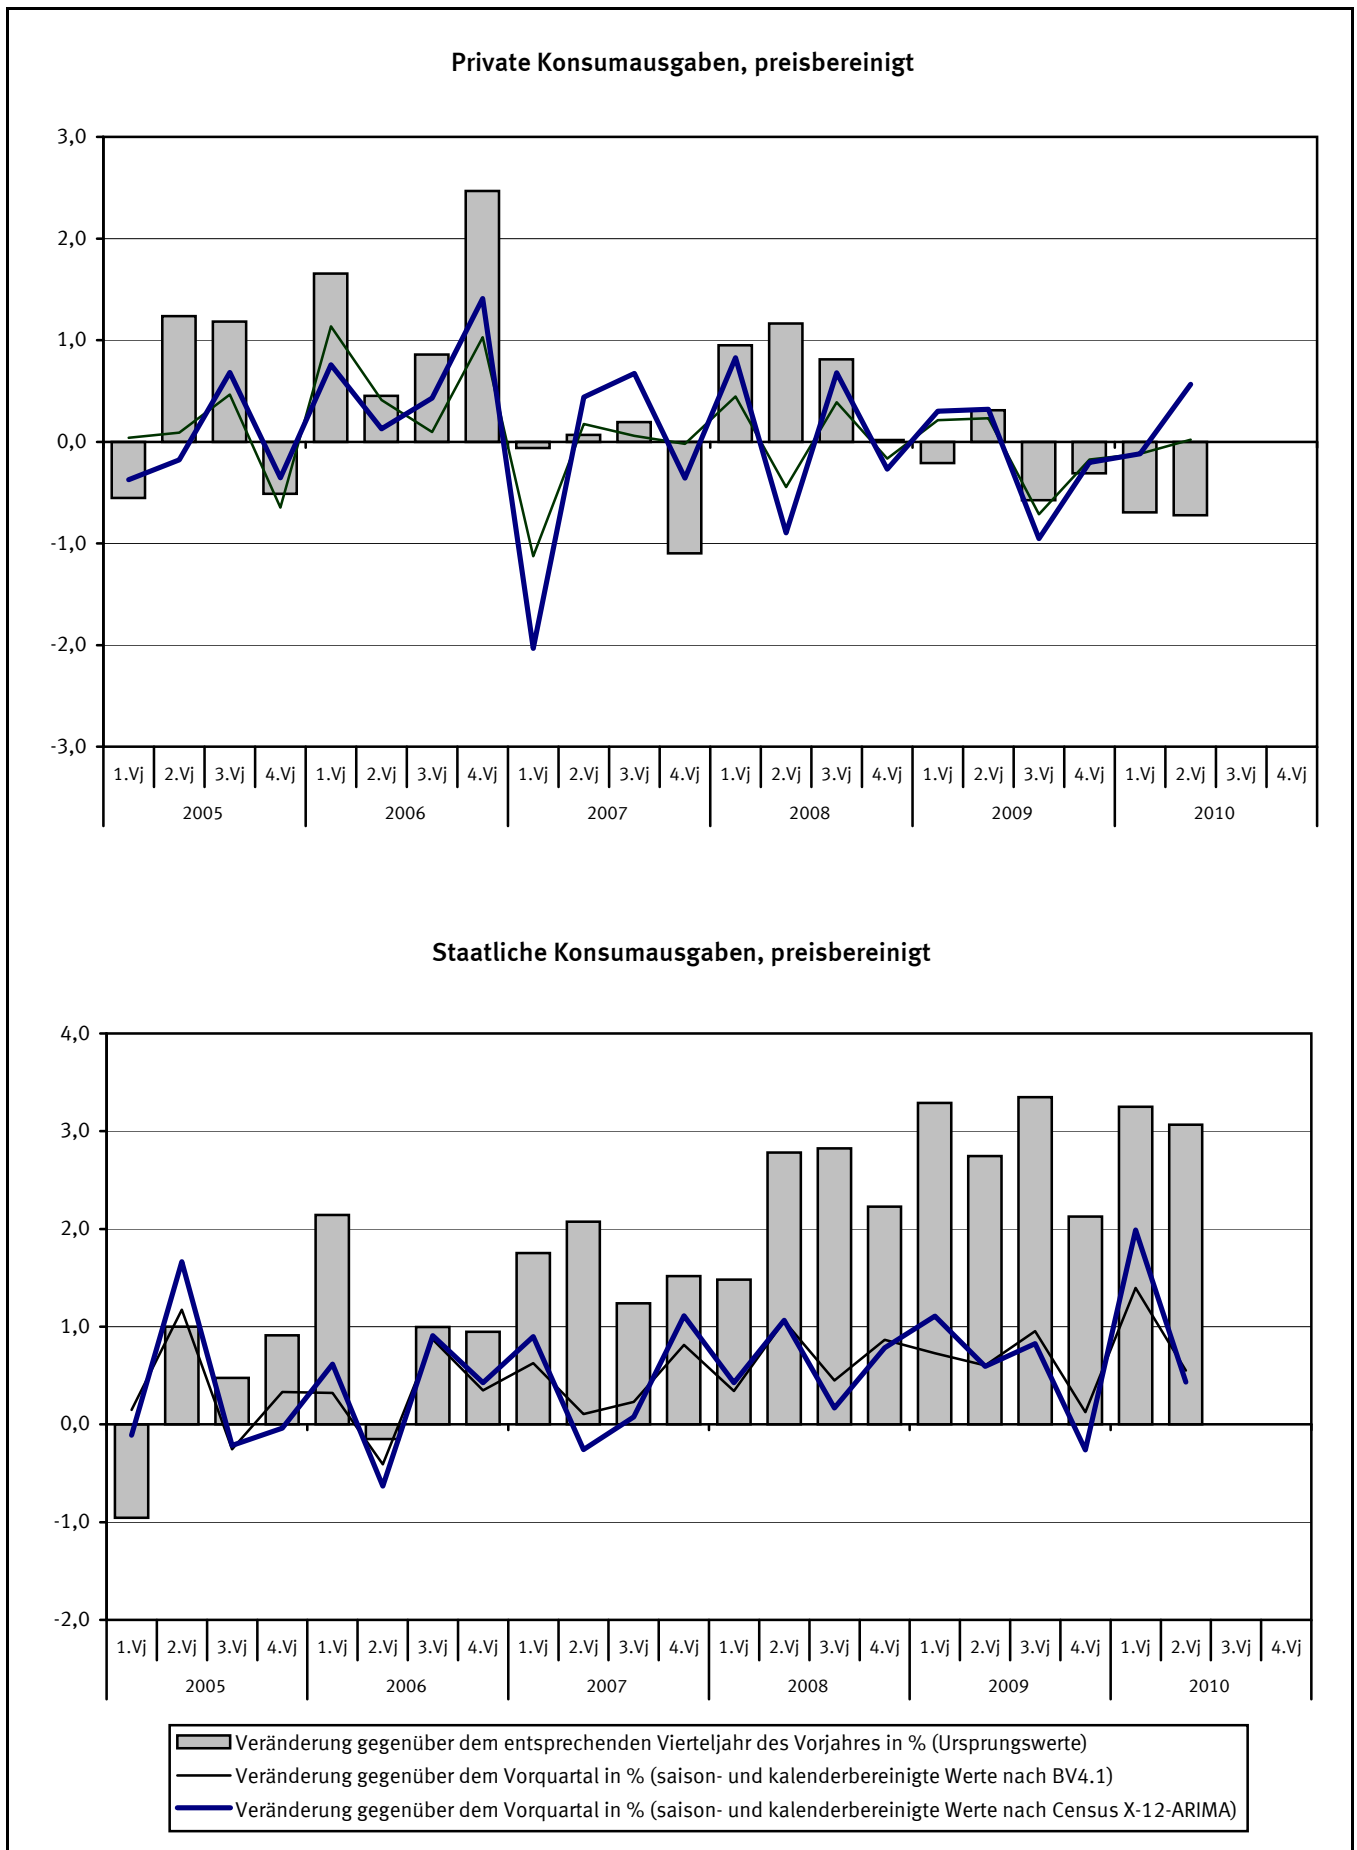 Private Konsumausgaben, preisbereinigt
3,0
2,0
1,0
0,0
-1,0
-2,0
-3,0
1.Vj 2.Vj 3.Vj 4.Vj 1.Vj 2.Vj 3.Vj 4.Vj 1.Vj 2.Vj 3.Vj 4.Vj 1.Vj 2.Vj 3.Vj 4.Vj 1.Vj 2.Vj 3.Vj 4.Vj 1.Vj 2.Vj 3.Vj 4.Vj
2005 2006 2007 2008 2009 2010
Staatliche Konsumausgaben, preisbereinigt
4,0
3,0
2,0
1,0
0,0
-1,0
-2,0
1.Vj 2.Vj 3.Vj 4.Vj 1.Vj 2.Vj 3.Vj 4.Vj 1.Vj 2.Vj 3.Vj 4.Vj 1.Vj 2.Vj 3.Vj 4.Vj 1.Vj 2.Vj 3.Vj 4.Vj 1.Vj 2.Vj 3.Vj 4.Vj
2005 2006 2007 2008 2009 2010
Veränderung gegenüber dem entsprechenden Vierteljahr des Vorjahres in % (Ursprungswerte)
Veränderung gegenüber dem Vorquartal in % (saison- und kalenderbereinigte Werte nach BV4.1)
Veränderung gegenüber dem Vorquartal in % (saison- und kalenderbereinigte Werte nach Census X-12-ARIMA)